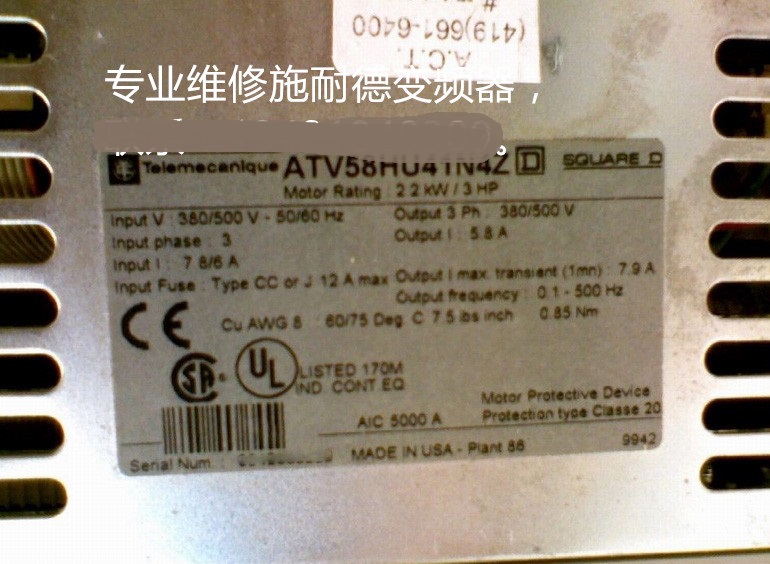 (419)661-6400
A.C.T.
专业维修施耐德变频器，
Telemecanique ATV58HU41N4Z D SQUARE D
Motor Rating : 2.2 kW / 3 HP
Input V : 380/500 V - 50/60 Hz
Output 3 Ph : 380/500 V
Input phase : 3
Output I : 5.8 A
Input I : 7.8/6 A
Output I max. transient (1mn) : 7.9 A
Input Fuse : Type CC or J 12 A max
Output frequency : 0.1 - 500 Hz
CE
Cu AWG 8 : 60/75 Deg C 7.5 lbs inch 0.85 Nm
SA
UL
LISTED 170M
IND. CONT. EQ
Motor Protective Device
AIC 5000 A
Protection type Classe 20
Serial Num :
MADE IN USA - Plant 86
9942